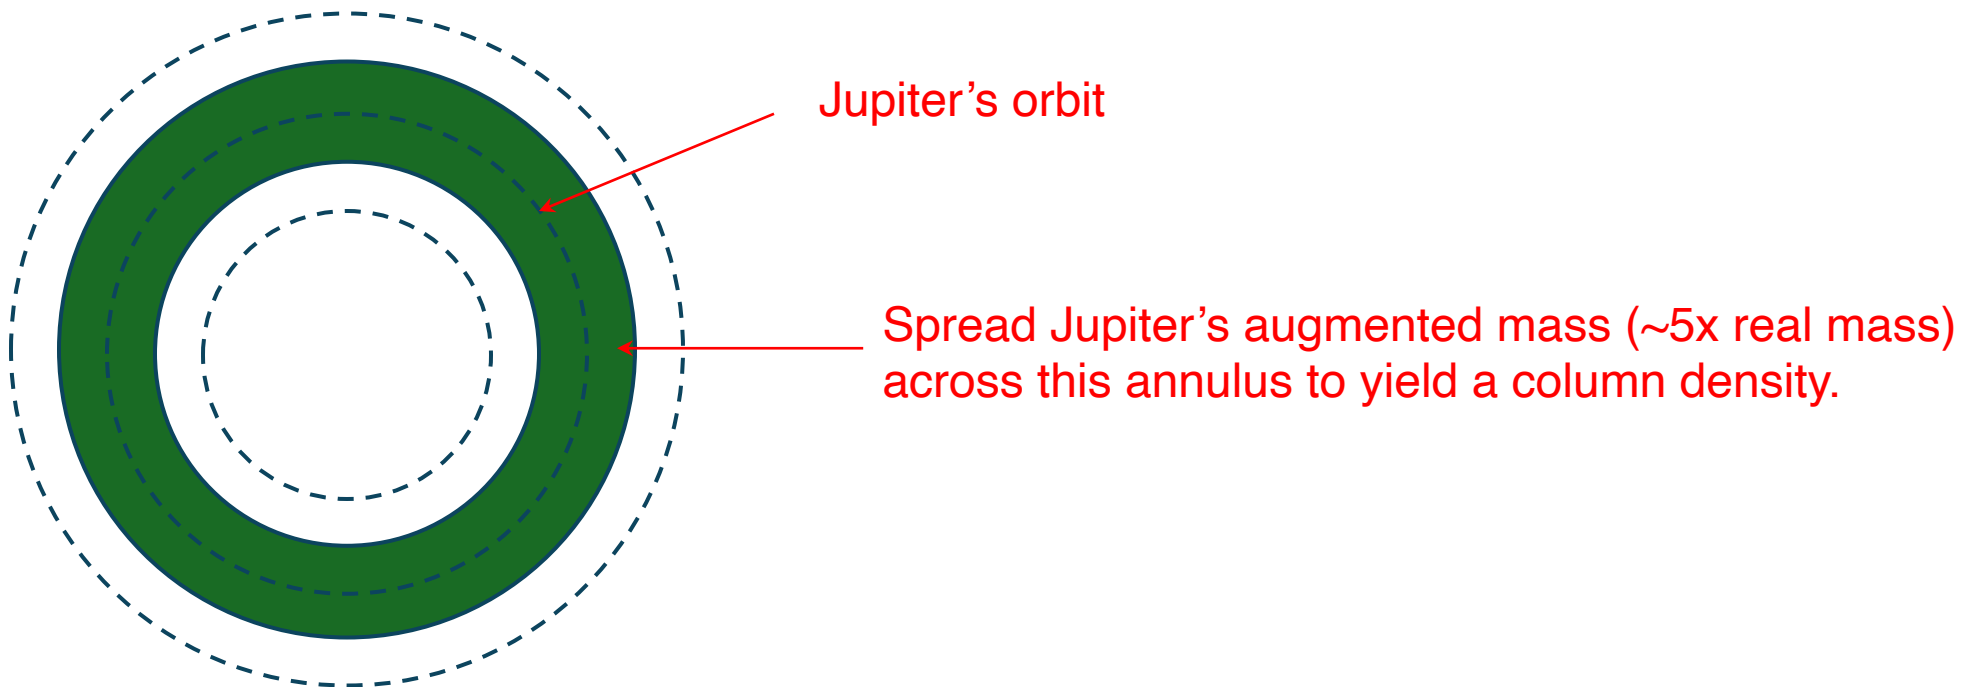 Jupiter’s orbit
Spread Jupiter’s augmented mass (~5x real mass)
across this annulus to yield a column density.